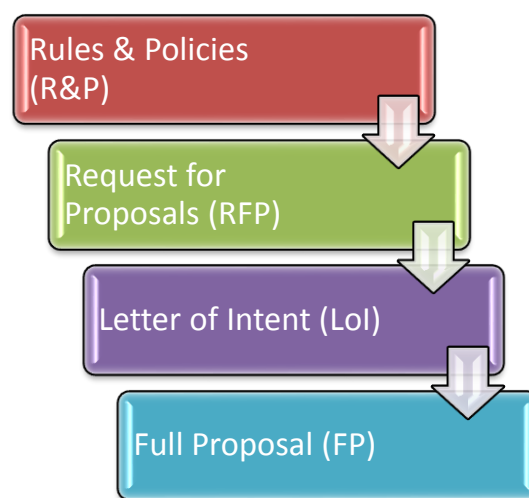 Rules & Policies
(R&P)
Request for
Proposals (RFP)
Letter of Intent (LoI)
Full Proposal (FP)